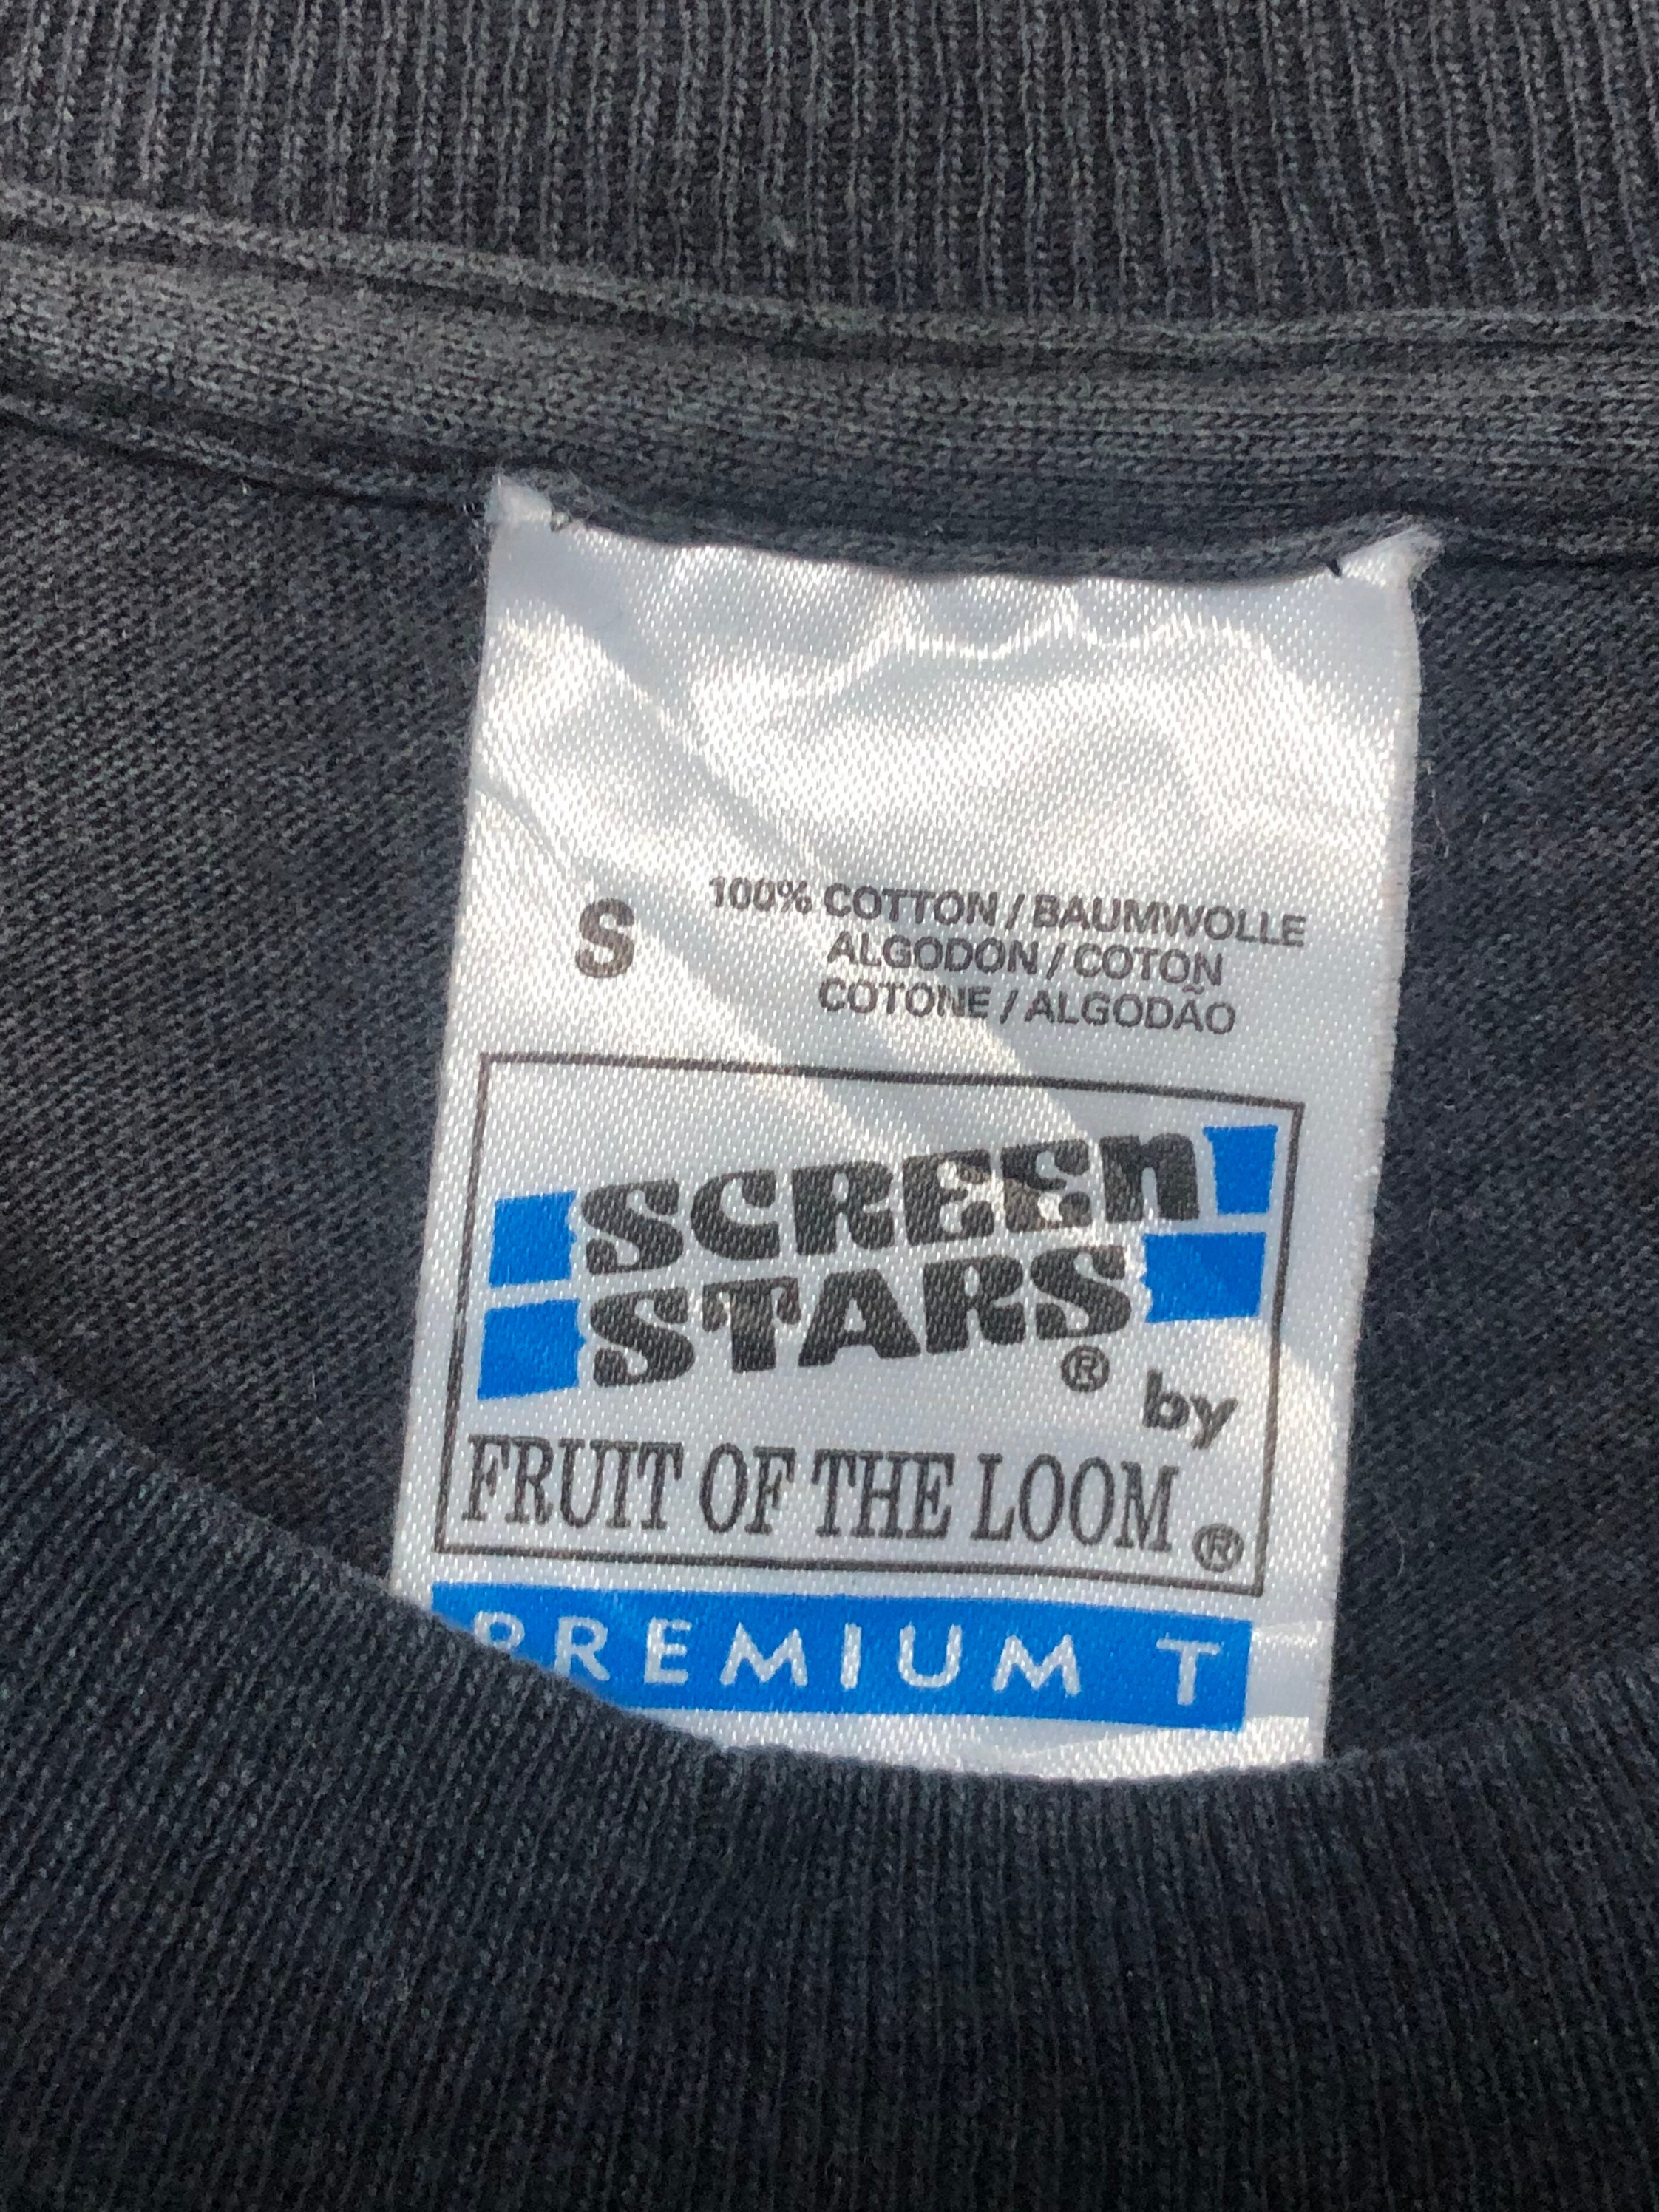 S 100% COTTON / BAUMWOLLE
ALGODON / COTON
COTONE / ALGODÃO
SCREEn
STARS® by
FRUIT OF THE LOOM®
PREMIUM T